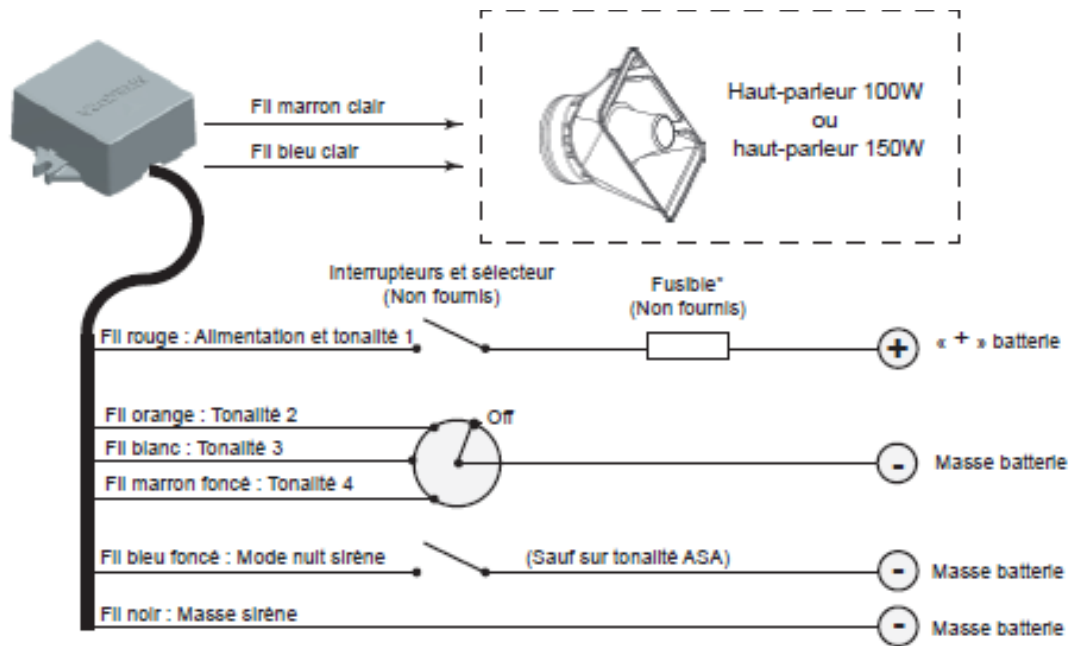 Fil marron clair
Fil bleu clair
Haut-parleur 100W
ou
haut-parleur 150W
Interrupteurs et sélecteur
(Non fournis)
Fusible*
(Non fournis)
Fil rouge : Alimentation et tonalité 1
+
« + » batterie
Fil orange : Tonalité 2
Off
Fil blanc : Tonalité 3
-
Masse batterie
Fil marron foncé : Tonalité 4
Fil bleu foncé : Mode nuit sirène
(Sauf sur tonalité ASA)
-
Masse batterie
Fil noir : Masse sirène
-
Masse batterie